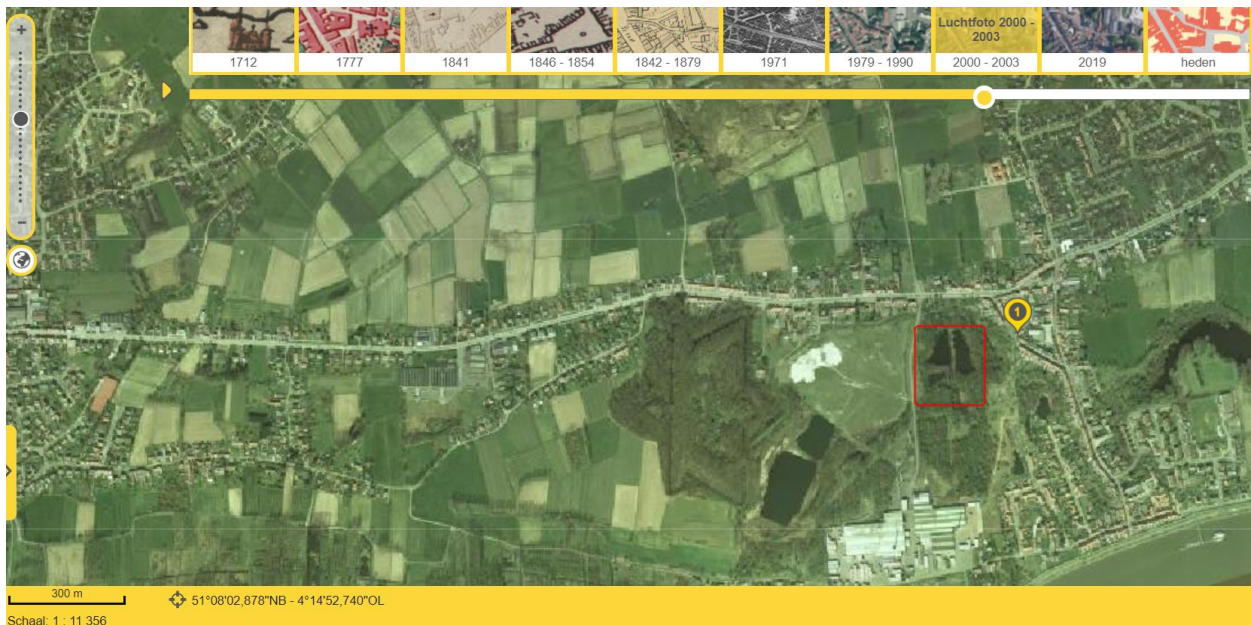 +
Luchtfoto 2000 -
2003
1712
1777
1841
1846 - 1854
1842 - 1879
1971
1979 - 1990
2000 - 2003
2019
heden
-
1
300 m
51°08'02,878"NB - 4°14'52,740"OL
Schaal: 1 : 11 356